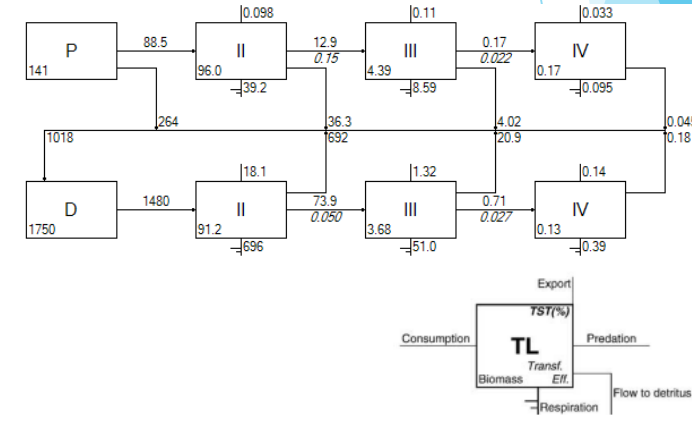 0.098 0.11 0.033
P 88.5 II 12.9 III 0.17 IV
0.15 0.022
141 96.0 4.39 0.17
39.2 8.59 0.095
264 36.3 4.02 0.04
1018 692 20.9 0.18
18.1 1.32 0.14
D 1480 II 73.9 III 0.71 IV
0.050 0.027
1750 91.2 3.68 0.13
696 51.0 0.39
Export
TST(%)
Consumption TL Predation
Transf.
Biomass Eff.
Flow to detritus
Respiration